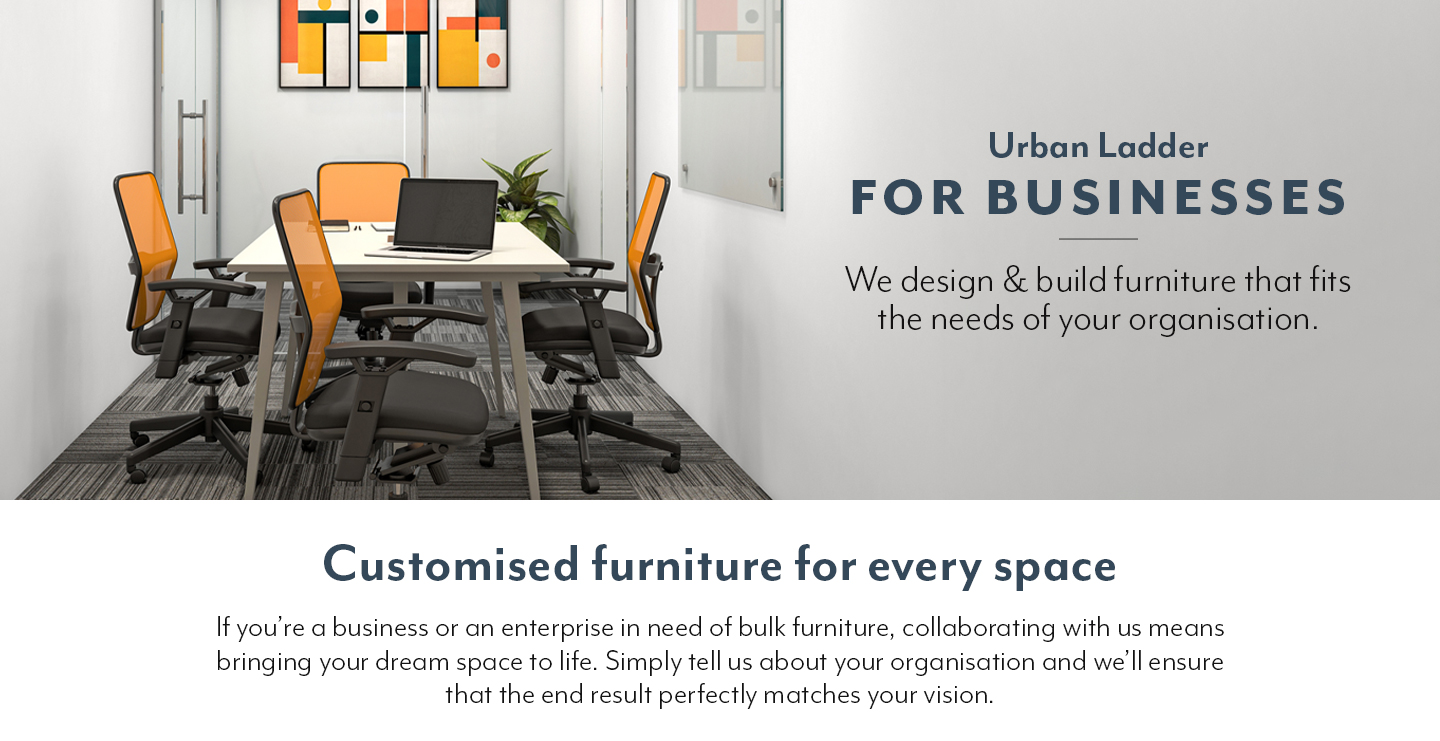 Urban Ladder
FOR BUSINESSES
We design & build furniture that fits
the needs of your organisation.
Customised furniture for every space
If you’re a business or an enterprise in need of bulk furniture, collaborating with us means
bringing your dream space to life. Simply tell us about your organisation and we’ll ensure
that the end result perfectly matches your vision.